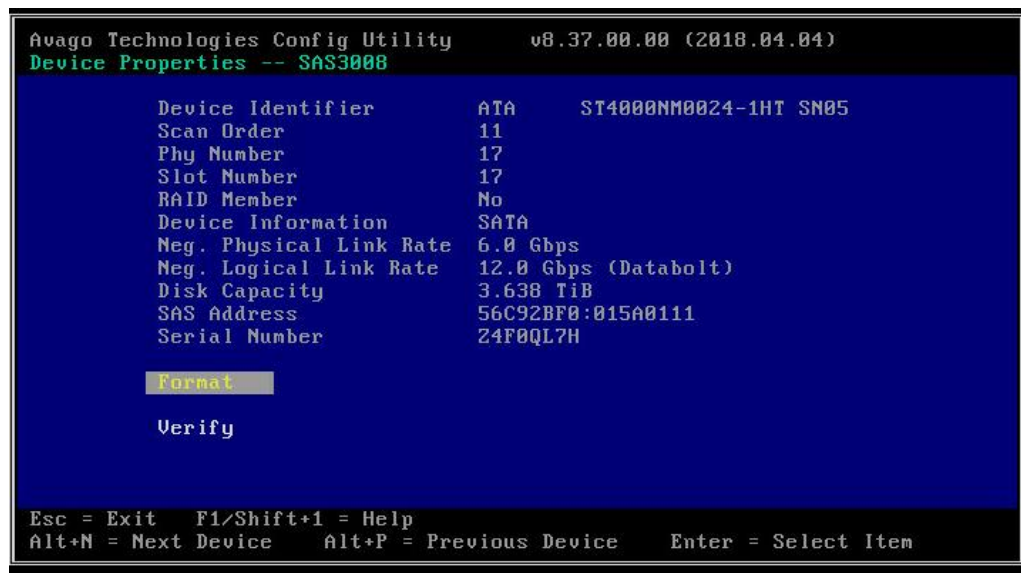 Avago Technologies Config Utility v8.37.00.00 (2018.04.04)
Device Properties -- SAS3008
Device Identifier ATA ST4000NM0024-1HT SN05
Scan Order 11
Phy Number 17
Slot Number 17
RAID Member No
Device Information SATA
Neg. Physical Link Rate 6.0 Gbps
Neg. Logical Link Rate 12.0 Gbps (Databolt)
Disk Capacity 3.638 TiB
SAS Address 56C92BF0:015A0111
Serial Number Z4F0QL7H
Format
Verify
Esc = Exit F1/Shift+1 = Help
Alt+N = Next Device Alt+P = Previous Device Enter = Select Item